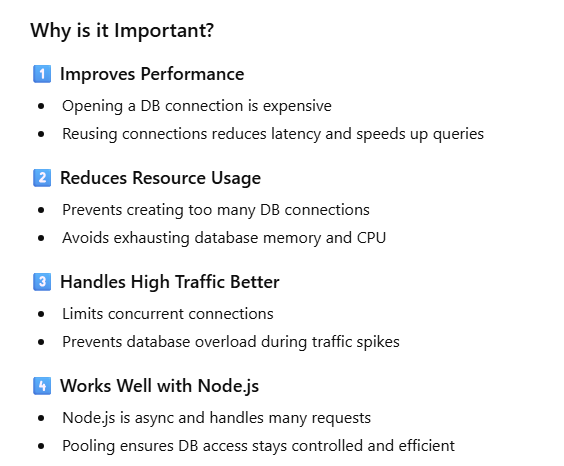 Why is it Important?
1️⃣ Improves Performance
• Opening a DB connection is expensive
• Reusing connections reduces latency and speeds up queries
2️⃣ Reduces Resource Usage
• Prevents creating too many DB connections
• Avoids exhausting database memory and CPU
3️⃣ Handles High Traffic Better
• Limits concurrent connections
• Prevents database overload during traffic spikes
4️⃣ Works Well with Node.js
• Node.js is async and handles many requests
• Pooling ensures DB access stays controlled and efficient